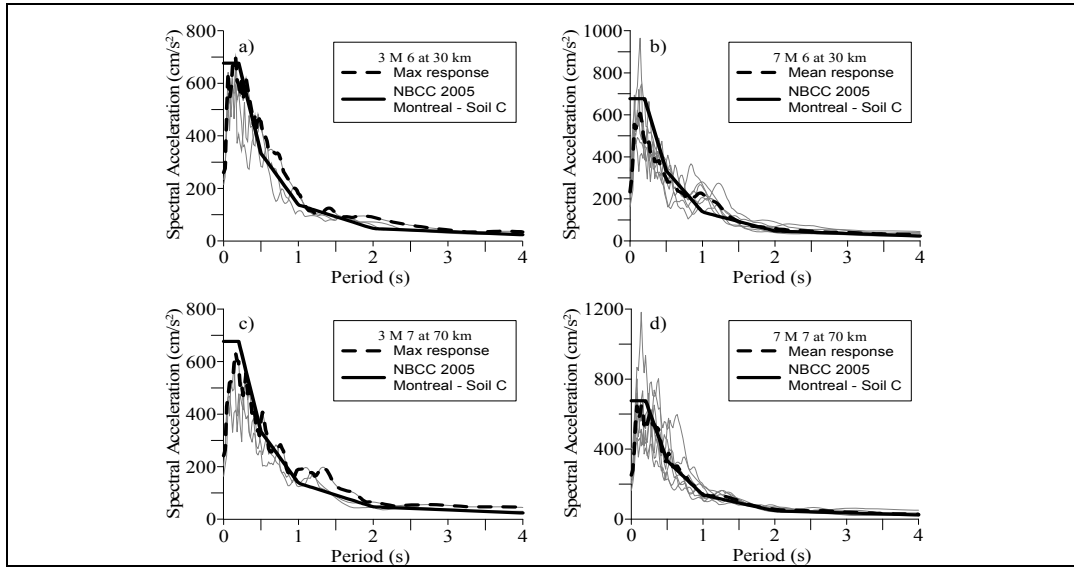 a)
Spectral Acceleration (cm/s²)
800
600
400
200
0
3 M 6 at 30 km
Max response
NBCC 2005
Montreal - Soil C
0 1 2 3 4
Period (s)
b)
Spectral Acceleration (cm/s²)
1000
800
600
400
200
0
7 M 6 at 30 km
Mean response
NBCC 2005
Montreal - Soil C
0 1 2 3 4
Period (s)
c)
Spectral Acceleration (cm/s²)
800
600
400
200
0
3 M 7 at 70 km
Max response
NBCC 2005
Montreal - Soil C
0 1 2 3 4
Period (s)
d)
Spectral Acceleration (cm/s²)
1200
800
400
0
7 M 7 at 70 km
Mean response
NBCC 2005
Montreal - Soil C
0 1 2 3 4
Period (s)